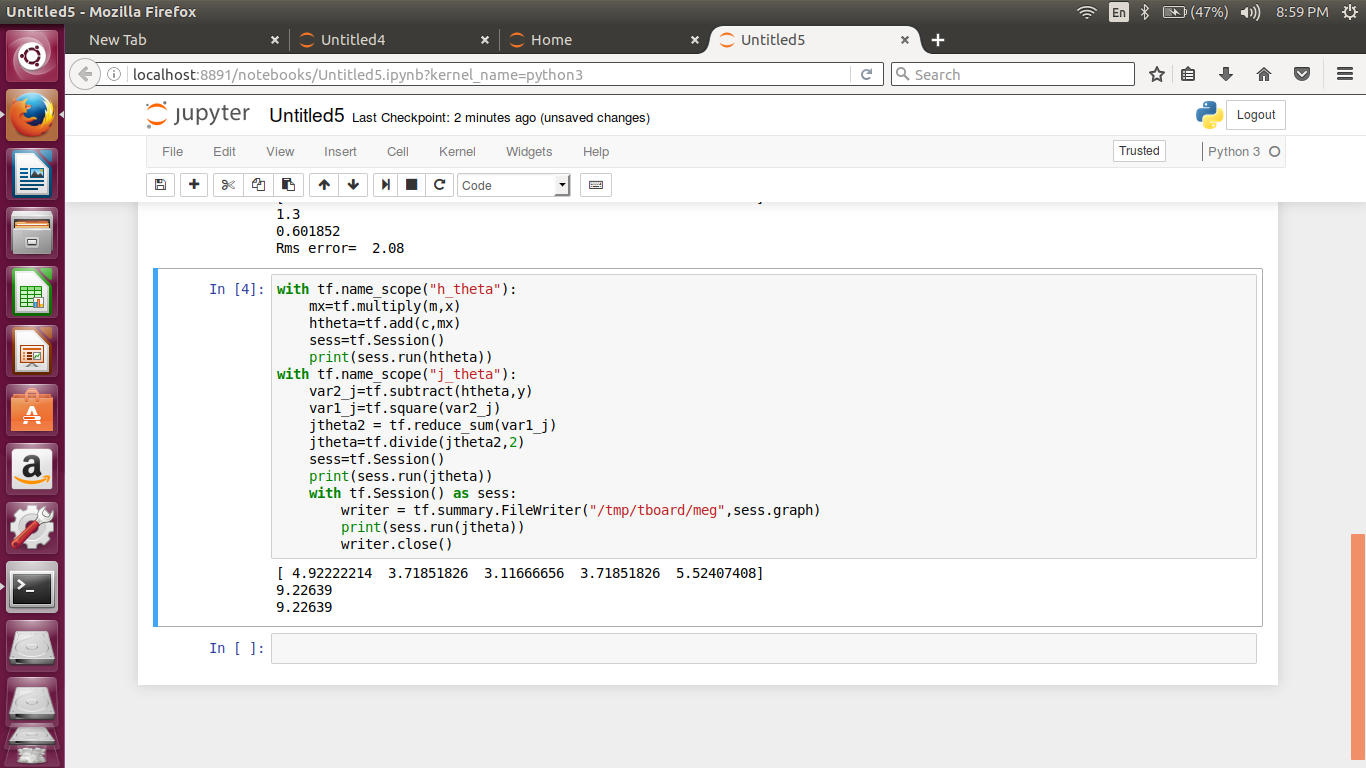 Untitled5 - Mozilla Firefox
En
(47%)
8:59 PM
New Tab
Untitled4
Home
Untitled5
localhost:8891/notebooks/Untitled5.ipynb?kernel_name=python3
Search
jupyter
Untitled5
Last Checkpoint: 2 minutes ago (unsaved changes)
Logout
File
Edit
View
Insert
Cell
Kernel
Widgets
Help
Trusted
Python 3
Code
1.3
0.601852
Rms error=  2.08
In [4]:
with tf.name_scope("h_theta"):
    mx=tf.multiply(m,x)
    htheta=tf.add(c,mx)
    sess=tf.Session()
    print(sess.run(htheta))
with tf.name_scope("j_theta"):
    var2_j=tf.subtract(htheta,y)
    var1_j=tf.square(var2_j)
    jtheta2 = tf.reduce_sum(var1_j)
    jtheta=tf.divide(jtheta2,2)
    sess=tf.Session()
    print(sess.run(jtheta))
    with tf.Session() as sess:
        writer = tf.summary.FileWriter("/tmp/tboard/meg",sess.graph)
        print(sess.run(jtheta))
        writer.close()
[ 4.92222214  3.71851826  3.11666656  3.71851826  5.52407408]
9.22639
9.22639
In [ ]: